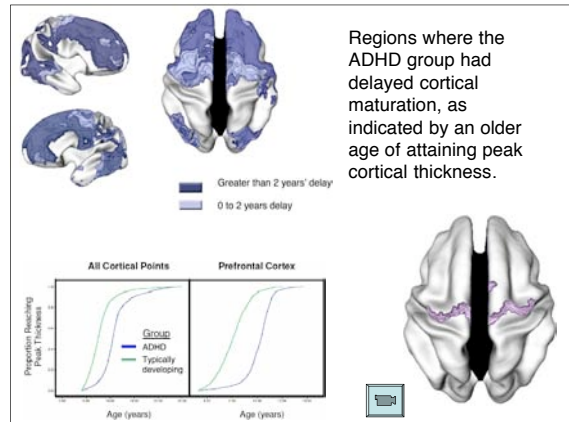 Regions where the
ADHD group had
delayed cortical
maturation, as
indicated by an older
age of attaining peak
cortical thickness.
Greater than 2 years' delay
0 to 2 years delay
All Cortical Points
Prefrontal Cortex
Proportion Reaching
Peak Thickness
Group
ADHD
Typically
developing
Age (years)
Age (years)